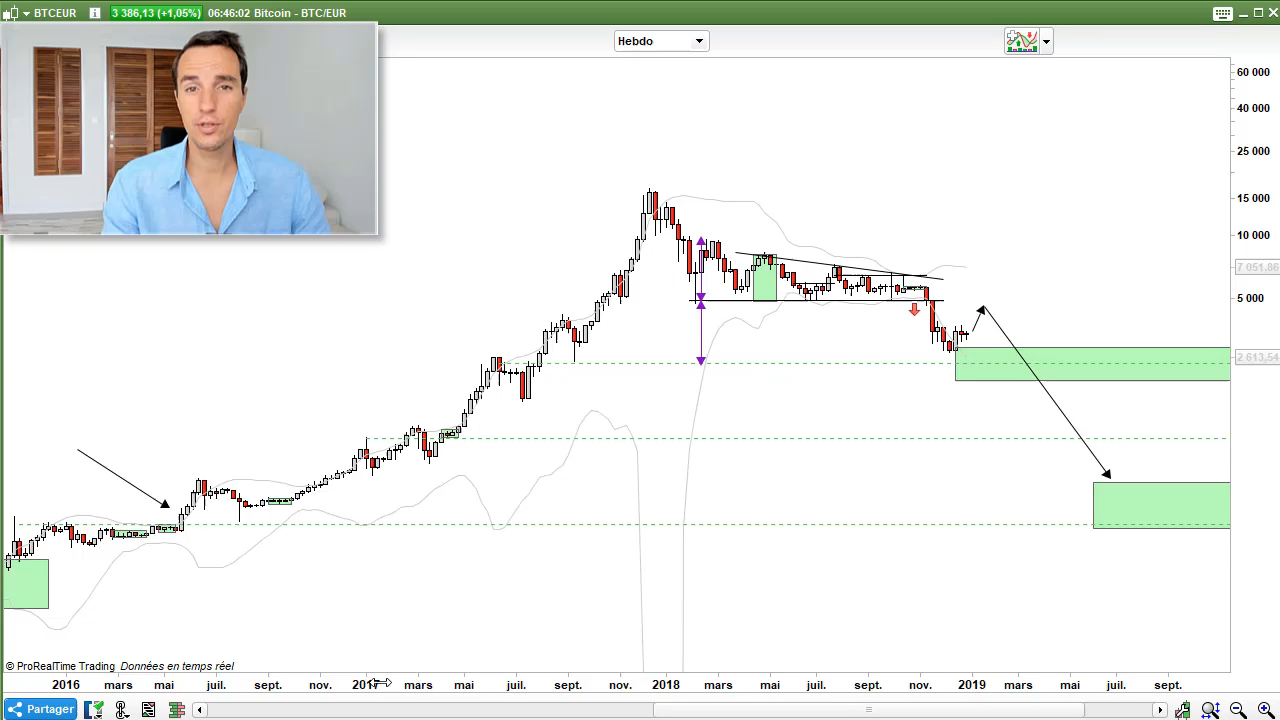 BTCEUR 3 386,13 (+1,05%) 06:46:02 Bitcoin - BTC/EUR
Hebdo
60 000
40 000
25 000
15 000
10 000
7 051,86
5 000
2 613,54
© ProRealTime Trading Données en temps réel
2016 mars mai juil. sept. nov. mars mai juil. sept. nov. 2018 mars mai juil. sept. nov. 2019 mars mai juil. sept.
Partager